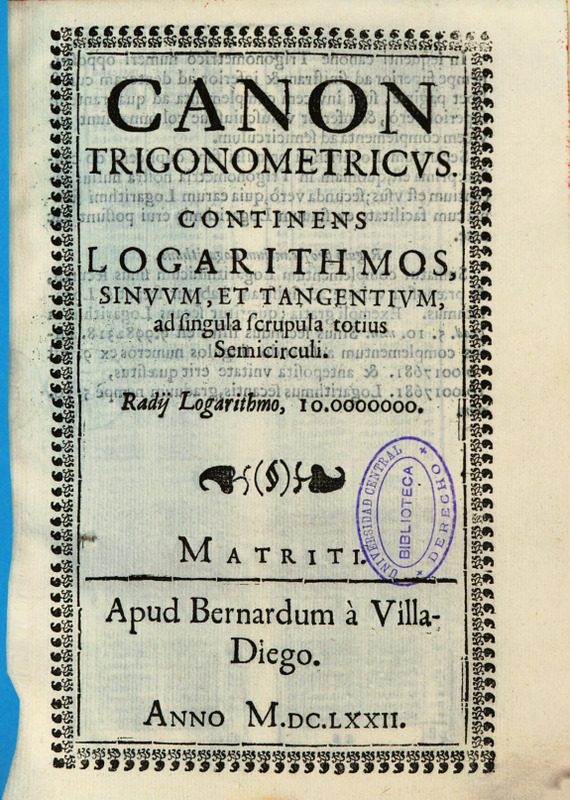 CANON
TRIGONOMETRICVS.
CONTINENS
LOGARITHMOS,
SINVVM, ET TANGENTIVM,
ad ſingula ſcrupula totius
Semicirculi.
Radij Logarithmo, 10.0000000.
(§)
MATRITI.
Apud Bernardum à Villa-
Diego.
ANNO M.DC.LXXII.
UNIVERSIDAD CENTRAL
BIBLIOTECA
+ DERECHO +